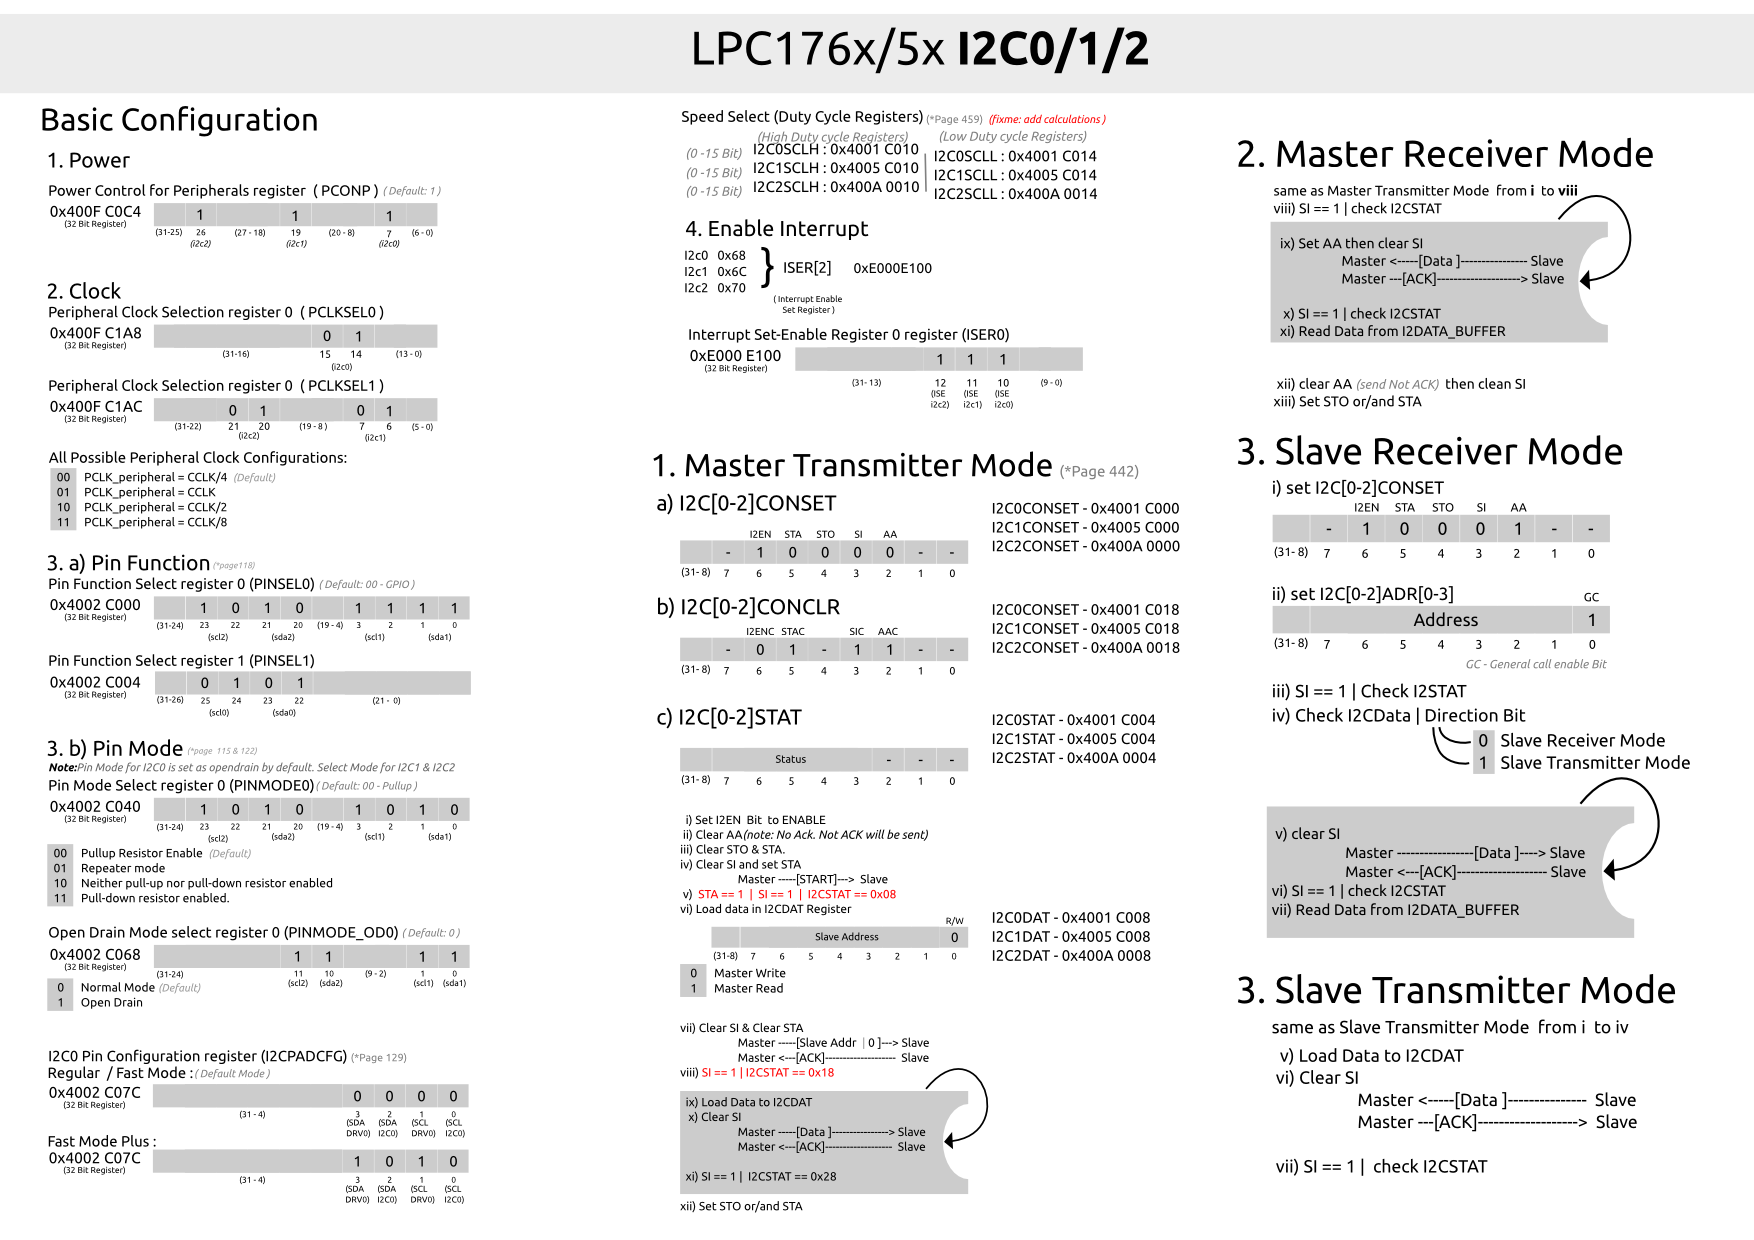 LPC176x/5x I2C0/1/2
Basic Configuration
1. Power
Power Control for Peripherals register ( PCONP ) ( Default: 1 )
0x400F C0C4 1 1 1
(32 Bit Register)
(31-25) 26 (27 - 18) 19 (20 - 8) 7 (6 - 0)
(i2c2) (i2c1) (i2c0)
2. Clock
Peripheral Clock Selection register 0 ( PCLKSEL0 )
0x400F C1A8 0 1
(32 Bit Register)
(31-16) 15 14 (13 - 0)
(i2c0)
Peripheral Clock Selection register 0 ( PCLKSEL1 )
0x400F C1AC 0 1 0 1
(32 Bit Register)
(31-22) 21 20 (19 - 8 ) 7 6 (5 - 0)
(i2c2) (i2c1)
All Possible Peripheral Clock Configurations:
00 PCLK_peripheral = CCLK/4 (Default)
01 PCLK_peripheral = CCLK
10 PCLK_peripheral = CCLK/2
11 PCLK_peripheral = CCLK/8
3. a) Pin Function (*page118)
Pin Function Select register 0 (PINSEL0) ( Default: 00 - GPIO )
0x4002 C000 1 0 1 0 1 1 1 1
(32 Bit Register)
(31-24) 23 22 21 20 (19 - 4) 3 2 1 0
(scl2) (sda2) (scl1) (sda1)
Pin Function Select register 1 (PINSEL1)
0x4002 C004 0 1 0 1
(32 Bit Register)
(31-26) 25 24 23 22 (21 - 0)
(scl0) (sda0)
3. b) Pin Mode (*page 115 & 122)
Note:Pin Mode for I2C0 is set as opendrain by default. Select Mode for I2C1 & I2C2
Pin Mode Select register 0 (PINMODE0) ( Default: 00 - Pullup )
0x4002 C040 1 0 1 0 1 0 1 0
(32 Bit Register)
(31-24) 23 22 21 20 (19 - 4) 3 2 1 0
(scl2) (sda2) (scl1) (sda1)
00 Pullup Resistor Enable (Default)
01 Repeater mode
10 Neither pull-up nor pull-down resistor enabled
11 Pull-down resistor enabled.
Open Drain Mode select register 0 (PINMODE_OD0) ( Default: 0 )
0x4002 C068 1 1 1 1
(32 Bit Register)
(31-24) 11 10 (9 - 2) 1 0
(scl2) (sda2) (scl1) (sda1)
0 Normal Mode (Default)
1 Open Drain
I2C0 Pin Configuration register (I2CPADCFG) (*Page 129)
Regular / Fast Mode : ( Default Mode )
0x4002 C07C 0 0 0 0
(32 Bit Register)
(31 - 4) 3 2 1 0
(SDA (SDA (SCL (SCL
DRV0) I2C0) DRV0) I2C0)
Fast Mode Plus :
0x4002 C07C 1 0 1 0
(32 Bit Register)
(31 - 4) 3 2 1 0
(SDA (SDA (SCL (SCL
DRV0) I2C0) DRV0) I2C0)
Speed Select (Duty Cycle Registers) (*Page 459) (fixme: add calculations )
(High Duty cycle Registers) (Low Duty cycle Registers)
(0 -15 Bit) I2C0SCLH : 0x4001 C010 I2C0SCLL : 0x4001 C014
(0 -15 Bit) I2C1SCLH : 0x4005 C010 I2C1SCLL : 0x4005 C014
(0 -15 Bit) I2C2SCLH : 0x400A 0010 I2C2SCLL : 0x400A 0014
4. Enable Interrupt
I2c0 0x68
I2c1 0x6C } ISER[2] 0xE000E100
I2c2 0x70
( Interrupt Enable
Set Register )
Interrupt Set-Enable Register 0 register (ISER0)
0xE000 E100 1 1 1
(32 Bit Register)
(31- 13) 12 11 10 (9 - 0)
(ISE (ISE (ISE
i2c2) i2c1) i2c0)
1. Master Transmitter Mode (*Page 442)
a) I2C[0-2]CONSET
I2EN STA STO SI AA
- 1 0 0 0 0 - -
(31- 8) 7 6 5 4 3 2 1 0
I2C0CONSET - 0x4001 C000
I2C1CONSET - 0x4005 C000
I2C2CONSET - 0x400A 0000
b) I2C[0-2]CONCLR
I2ENC STAC SIC AAC
- 0 1 - 1 1 - -
(31- 8) 7 6 5 4 3 2 1 0
I2C0CONSET - 0x4001 C018
I2C1CONSET - 0x4005 C018
I2C2CONSET - 0x400A 0018
c) I2C[0-2]STAT
Status - - -
(31- 8) 7 6 5 4 3 2 1 0
I2C0STAT - 0x4001 C004
I2C1STAT - 0x4005 C004
I2C2STAT - 0x400A 0004
i) Set I2EN Bit to ENABLE
ii) Clear AA(note: No Ack. Not ACK will be sent)
iii) Clear STO & STA.
iv) Clear SI and set STA
Master -----[START]---> Slave
v) STA == 1 | SI == 1 | I2CSTAT == 0x08
vi) Load data in I2CDAT Register
R/W
Slave Address 0
(31-8) 7 6 5 4 3 2 1 0
0 Master Write
1 Master Read
I2C0DAT - 0x4001 C008
I2C1DAT - 0x4005 C008
I2C2DAT - 0x400A 0008
vii) Clear SI & Clear STA
Master -----[Slave Addr | 0 ]---> Slave
Master <---[ACK]-------------------- Slave
viii) SI == 1 | I2CSTAT == 0x18
ix) Load Data to I2CDAT
x) Clear SI
Master -----[Data ]----------------> Slave
Master <---[ACK]------------------- Slave
xi) SI == 1 | I2CSTAT == 0x28
xii) Set STO or/and STA
2. Master Receiver Mode
same as Master Transmitter Mode from i to viii
viii) SI == 1 | check I2CSTAT
ix) Set AA then clear SI
Master <-----[Data ]---------------- Slave
Master ---[ACK]--------------------> Slave
x) SI == 1 | check I2CSTAT
xi) Read Data from I2DATA_BUFFER
xii) clear AA (send Not ACK) then clean SI
xiii) Set STO or/and STA
3. Slave Receiver Mode
i) set I2C[0-2]CONSET
I2EN STA STO SI AA
- 1 0 0 0 1 - -
(31- 8) 7 6 5 4 3 2 1 0
ii) set I2C[0-2]ADR[0-3]
GC
Address 1
(31- 8) 7 6 5 4 3 2 1 0
GC - General call enable Bit
iii) SI == 1 | Check I2STAT
iv) Check I2CData | Direction Bit
0 Slave Receiver Mode
1 Slave Transmitter Mode
v) clear SI
Master -----------------[Data ]----> Slave
Master <---[ACK]-------------------- Slave
vi) SI == 1 | check I2CSTAT
vii) Read Data from I2DATA_BUFFER
3. Slave Transmitter Mode
same as Slave Transmitter Mode from i to iv
v) Load Data to I2CDAT
vi) Clear SI
Master <-----[Data ]--------------- Slave
Master ---[ACK]-------------------> Slave
vii) SI == 1 | check I2CSTAT